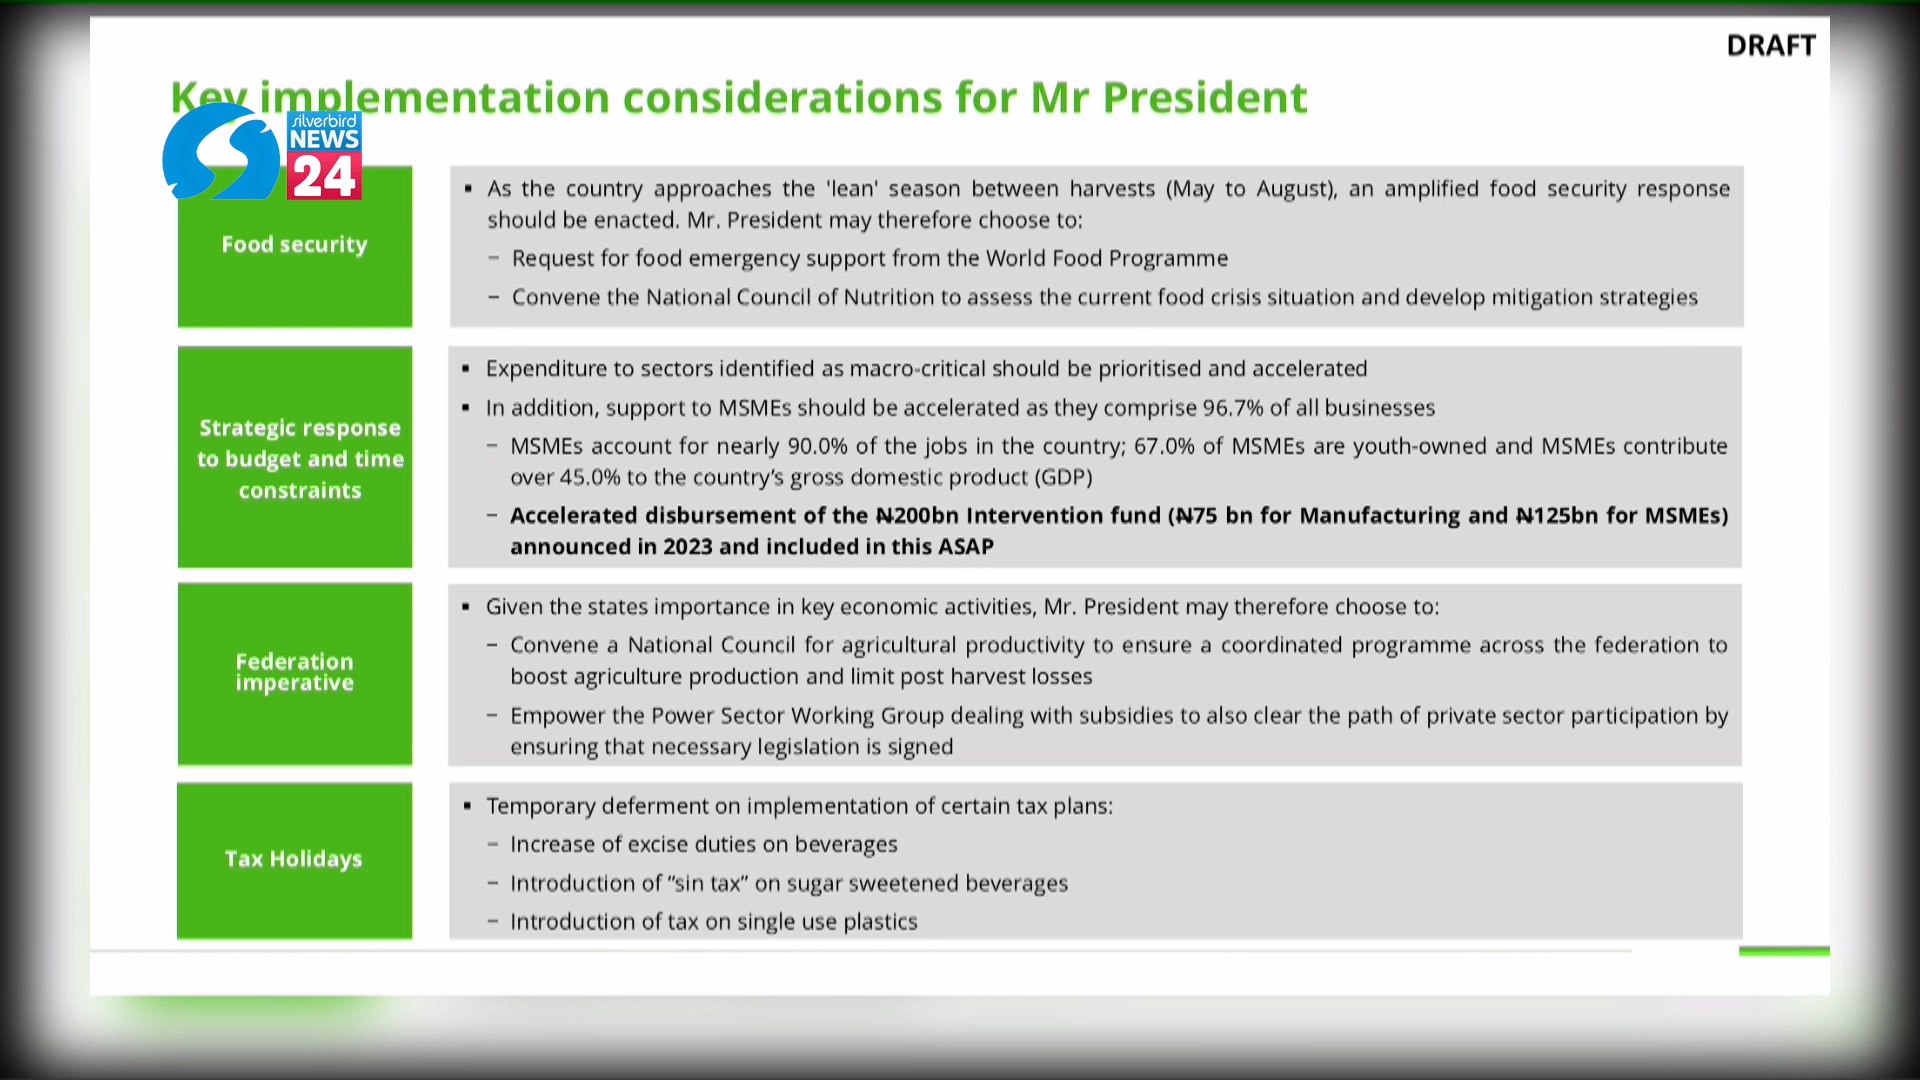 DRAFT
Key implementation considerations for Mr President
silverbird
NEWS
24
Food security
▪ As the country approaches the 'lean' season between harvests (May to August), an amplified food security response
should be enacted. Mr. President may therefore choose to:
– Request for food emergency support from the World Food Programme
– Convene the National Council of Nutrition to assess the current food crisis situation and develop mitigation strategies
Strategic response
to budget and time
constraints
▪ Expenditure to sectors identified as macro-critical should be prioritised and accelerated
▪ In addition, support to MSMEs should be accelerated as they comprise 96.7% of all businesses
– MSMEs account for nearly 90.0% of the jobs in the country; 67.0% of MSMEs are youth-owned and MSMEs contribute
over 45.0% to the country’s gross domestic product (GDP)
– Accelerated disbursement of the ₦200bn Intervention fund (₦75 bn for Manufacturing and ₦125bn for MSMEs)
announced in 2023 and included in this ASAP
Federation
imperative
▪ Given the states importance in key economic activities, Mr. President may therefore choose to:
– Convene a National Council for agricultural productivity to ensure a coordinated programme across the federation to
boost agriculture production and limit post harvest losses
– Empower the Power Sector Working Group dealing with subsidies to also clear the path of private sector participation by
ensuring that necessary legislation is signed
Tax Holidays
▪ Temporary deferment on implementation of certain tax plans:
– Increase of excise duties on beverages
– Introduction of “sin tax” on sugar sweetened beverages
– Introduction of tax on single use plastics